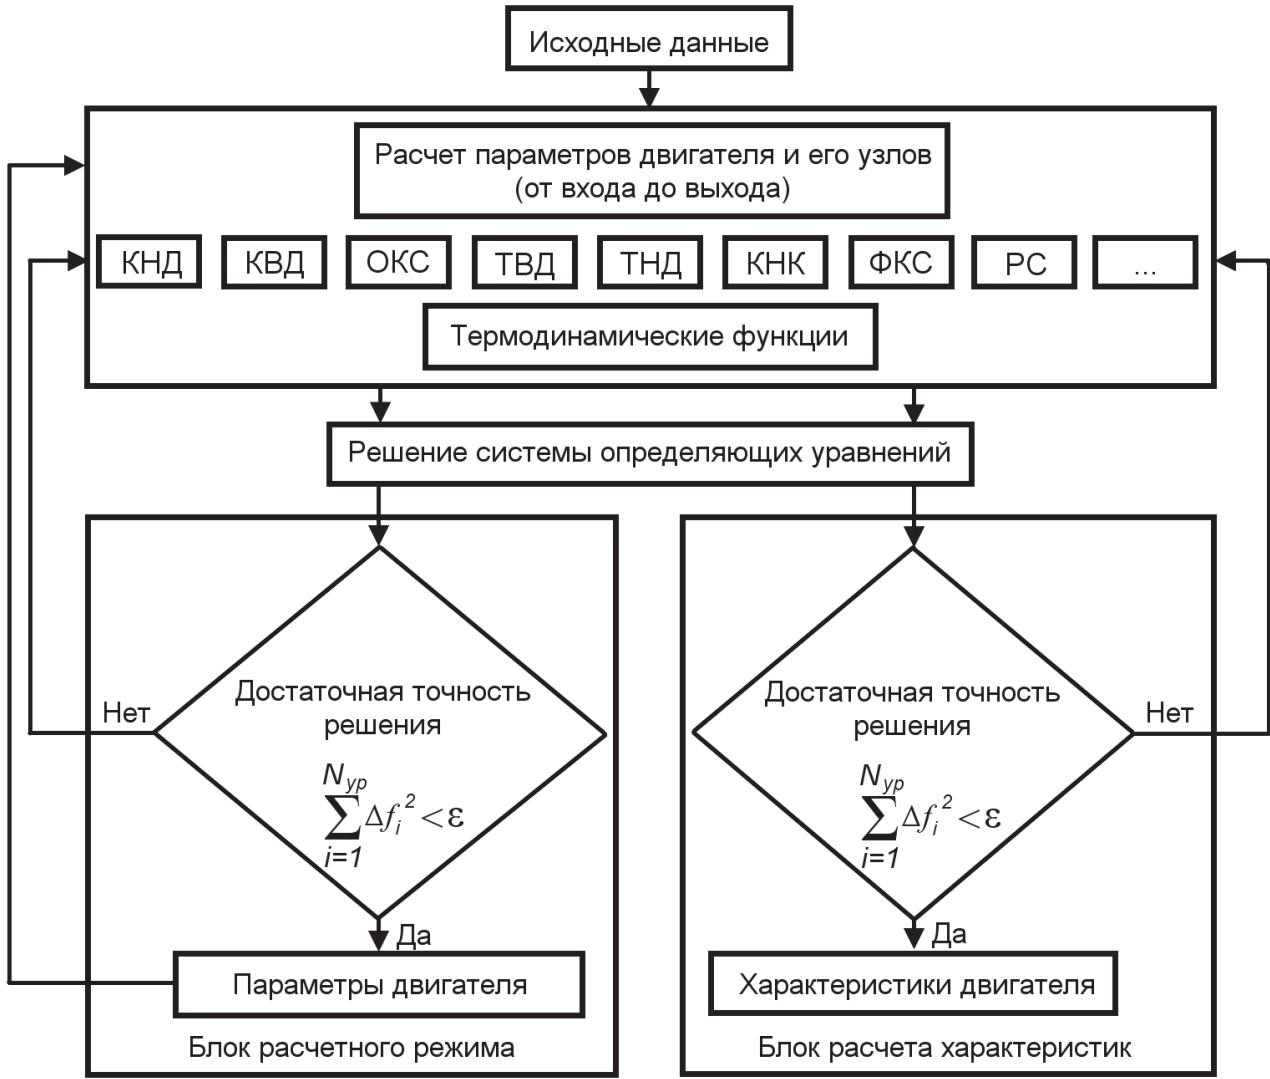 Исходные данные
Расчет параметров двигателя и его узлов
(от входа до выхода)
КНД КВД ОКС ТВД ТНД КНК ФКС РС ...
Термодинамические функции
Решение системы определяющих уравнений
Достаточная точность
решения
Нет
N_ур
∑ Δf_i² < ε
i=1
Да
Параметры двигателя
Блок расчетного режима
Достаточная точность
решения
Нет
N_ур
∑ Δf_i² < ε
i=1
Да
Характеристики двигателя
Блок расчета характеристик